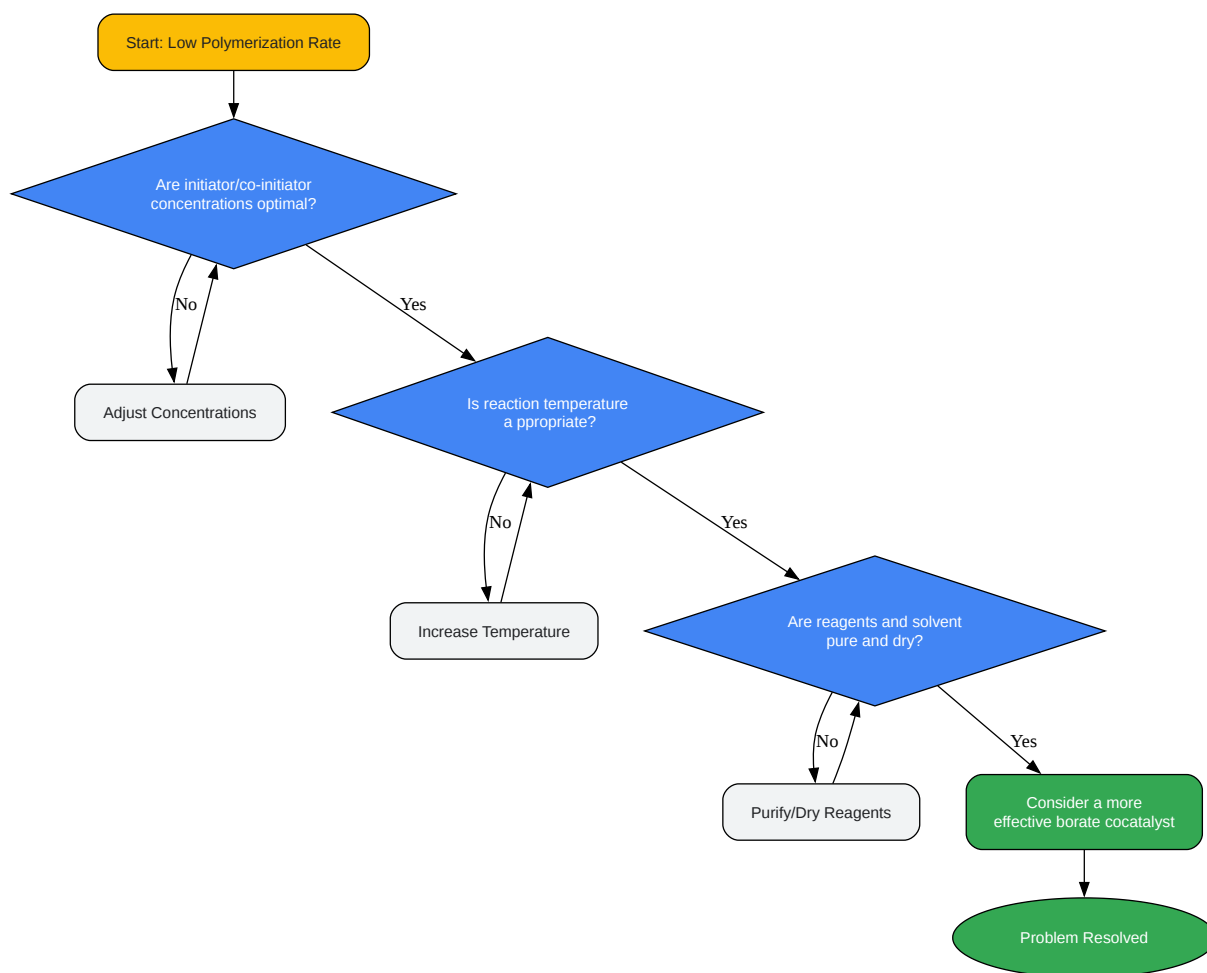 Start: Low Polymerization Rate
Are initiator/co-initiator
concentrations optimal?
No
Yes
Adjust Concentrations
Is reaction temperature
a ppropriate?
No
Yes
Increase Temperature
Are reagents and solvent
pure and dry?
No
Yes
Purify/Dry Reagents
Consider a more
effective borate cocatalyst
Problem Resolved